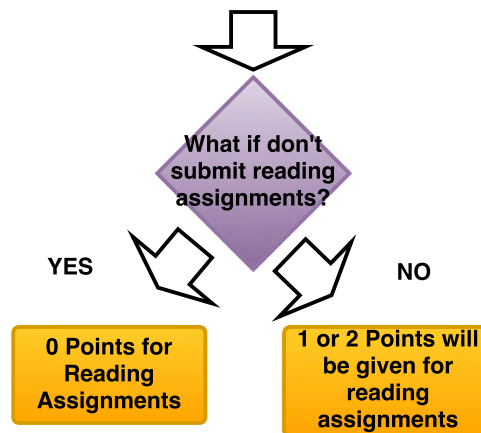 What if don't
submit reading
assignments?
YES
NO
0 Points for
Reading
Assignments
1 or 2 Points will
be given for
reading
assignments